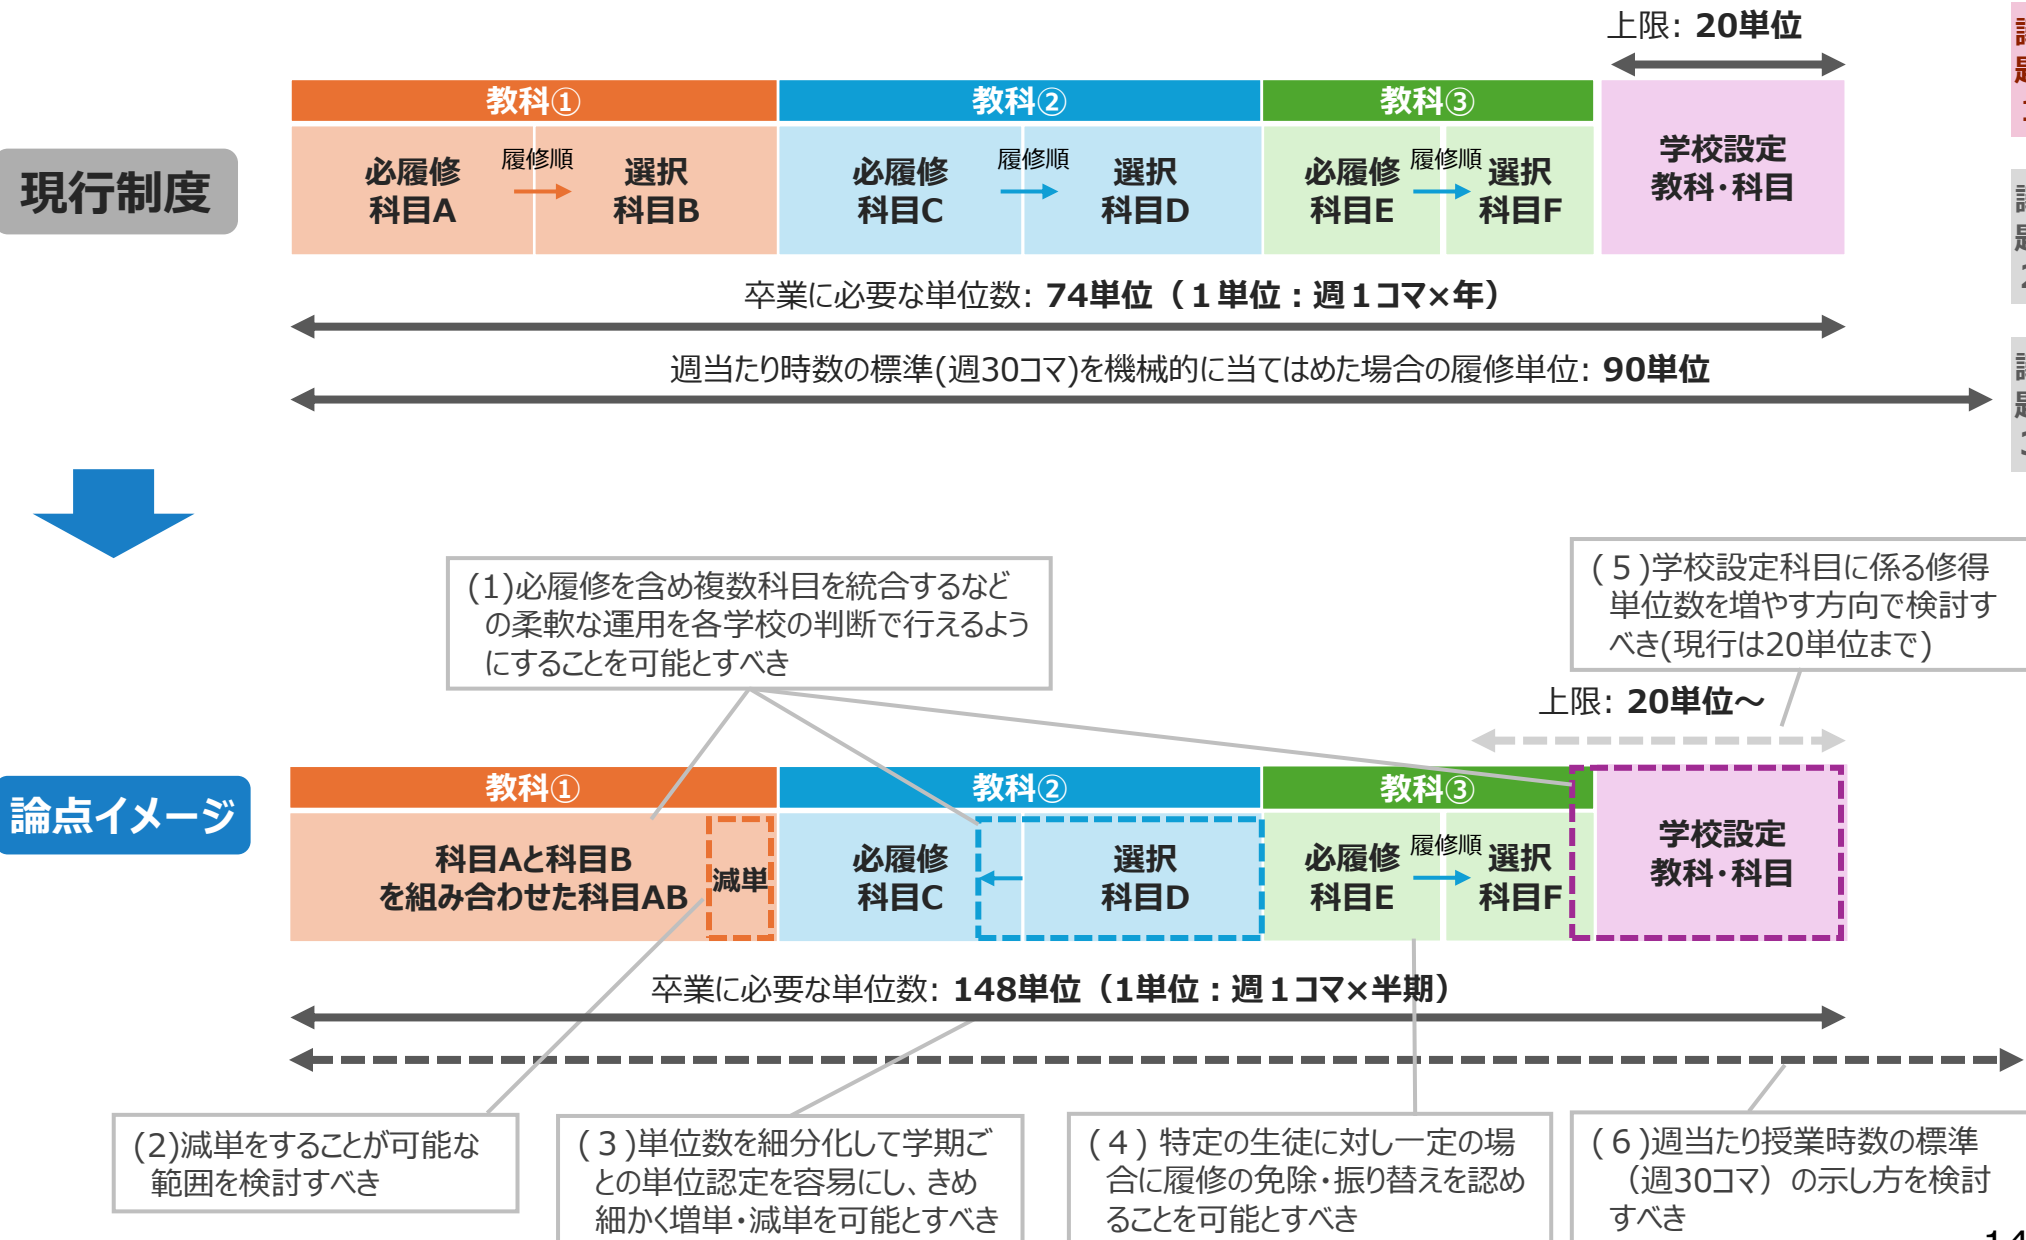 上限: 20単位
教科①
教科②
教科③
現行制度
必履修
科目A
履修順
選択
科目B
必履修
科目C
履修順
選択
科目D
必履修
科目E
履修順
選択
科目F
学校設定
教科・科目
卒業に必要な単位数: 74単位（１単位：週１コマ×年）
週当たり時数の標準(週30コマ)を機械的に当てはめた場合の履修単位: 90単位
(1)必履修を含め複数科目を統合するなど
の柔軟な運用を各学校の判断で行えるよう
にすることを可能とすべき
(５)学校設定科目に係る修得
単位数を増やす方向で検討す
べき(現行は20単位まで)
上限: 20単位～
論点イメージ
教科①
教科②
教科③
科目Aと科目B
を組み合わせた科目AB
減単
必履修
科目C
選択
科目D
必履修
科目E
履修順
選択
科目F
学校設定
教科・科目
卒業に必要な単位数: 148単位（1単位：週１コマ×半期）
(2)減単をすることが可能な
範囲を検討すべき
(３)単位数を細分化して学期ご
との単位認定を容易にし、きめ
細かく増単・減単を可能とすべき
(４) 特定の生徒に対し一定の場
合に履修の免除・振り替えを認め
ることを可能とすべき
(６)週当たり授業時数の標準
（週30コマ）の示し方を検討
すべき